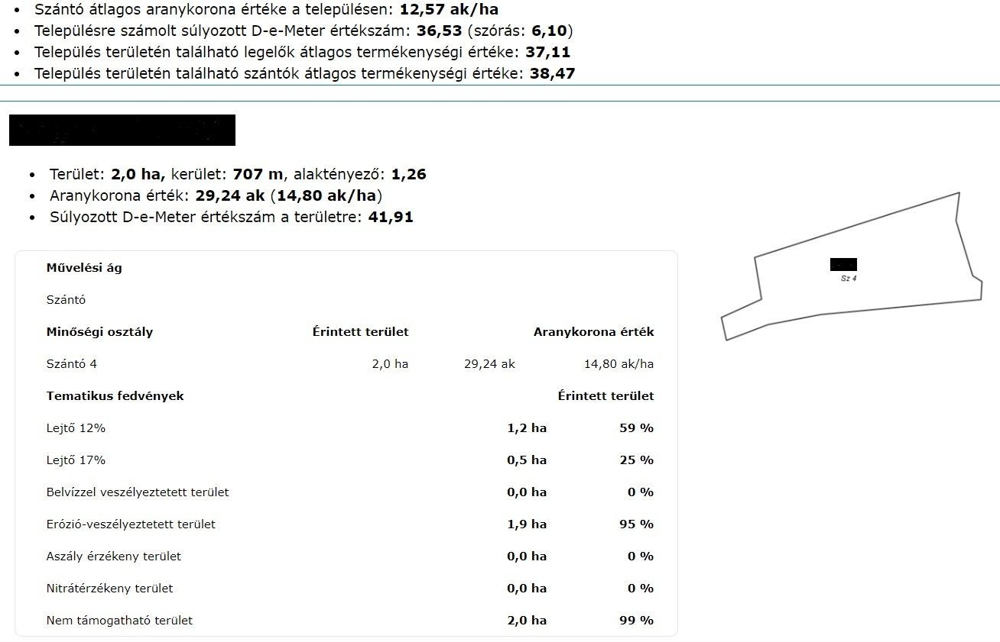 Szántó átlagos aranykorona értéke a településen: 12,57 ak/ha
Településre számolt súlyozott D-e-Meter értékszám: 36,53 (szórás: 6,10)
Település területén található legelők átlagos termékenységi értéke: 37,11
Település területén található szántók átlagos termékenységi értéke: 38,47
Terület: 2,0 ha, kerület: 707 m, alaktényező: 1,26
Aranykorona érték: 29,24 ak (14,80 ak/ha)
Súlyozott D-e-Meter értékszám a területre: 41,91
Művelési ág
Szántó
Minőségi osztály Érintett terület Aranykorona érték
Szántó 4 2,0 ha 29,24 ak 14,80 ak/ha
Tematikus fedvények Érintett terület
Lejtő 12% 1,2 ha 59 %
Lejtő 17% 0,5 ha 25 %
Belvízzel veszélyeztetett terület 0,0 ha 0 %
Erózió-veszélyeztetett terület 1,9 ha 95 %
Aszály érzékeny terület 0,0 ha 0 %
Nitrátérzékeny terület 0,0 ha 0 %
Nem támogatható terület 2,0 ha 99 %
Sz 4